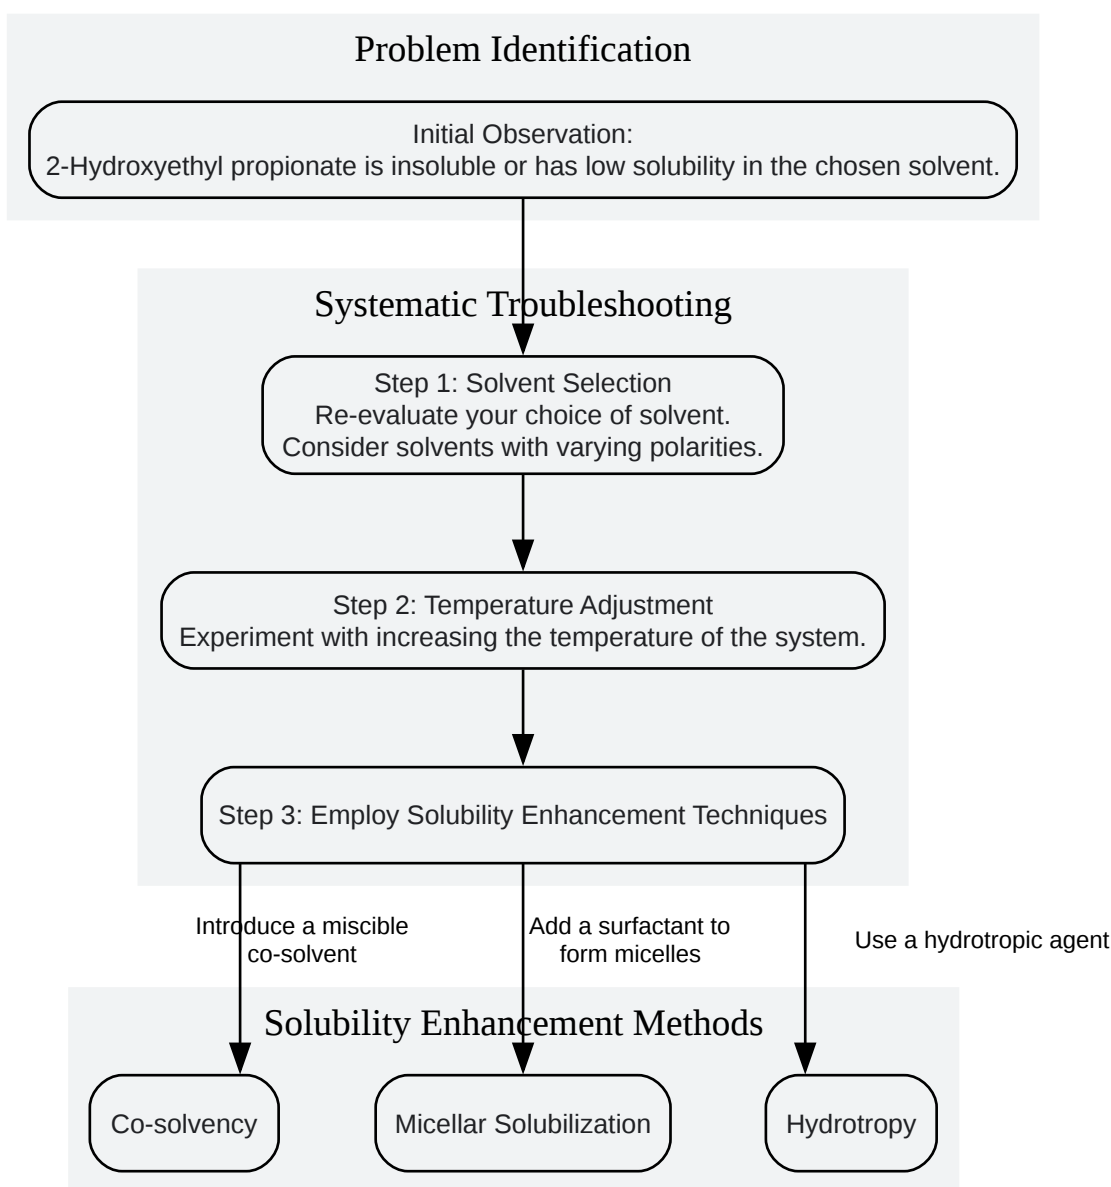 Problem Identification
Initial Observation:
2-Hydroxyethyl propionate is insoluble or has low solubility in the chosen solvent.
Systematic Troubleshooting
Step 1: Solvent Selection
Re-evaluate your choice of solvent.
Consider solvents with varying polarities.
Step 2: Temperature Adjustment
Experiment with increasing the temperature of the system.
Step 3: Employ Solubility Enhancement Techniques
Introduce a miscible
co-solvent
Add a surfactant to
form micelles
Use a hydrotropic agent
Solubility Enhancement Methods
Co-solvency
Micellar Solubilization
Hydrotropy